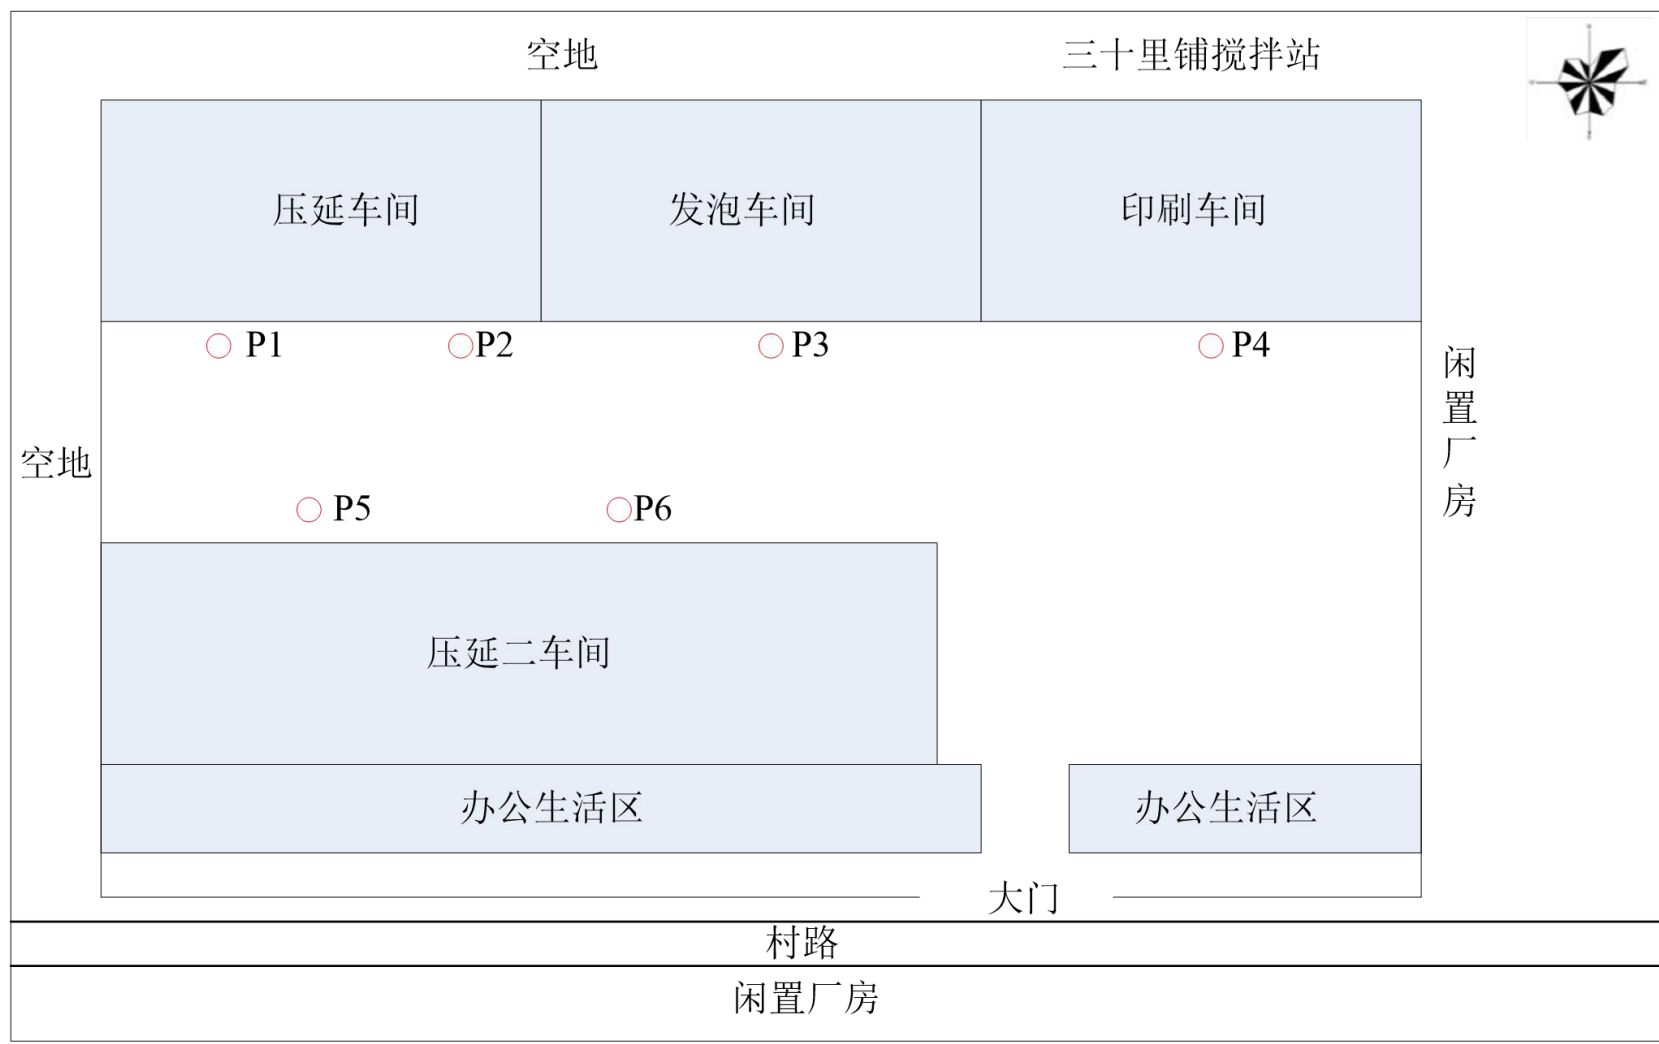 空地
三十里铺搅拌站
压延车间
发泡车间
印刷车间
P1
P2
P3
P4
闲置厂房
空地
P5
P6
压延二车间
办公生活区
办公生活区
大门
村路
闲置厂房